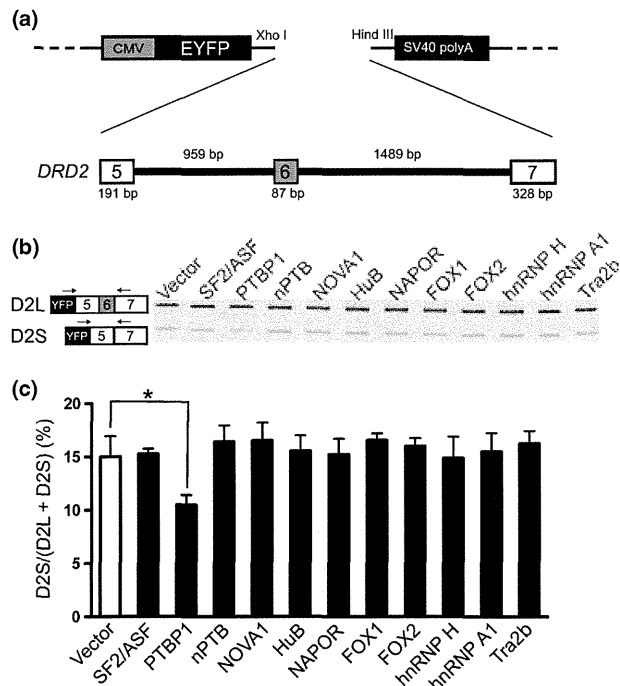 (a)
Xho I
Hind III
CMV
EYFP
SV40 polyA
959 bp
1489 bp
DRD2
5
6
7
191 bp
87 bp
328 bp
(b)
Vector
SF2/ASF
PTBP1
nPTB
NOVA1
HuB
NAPOR
FOX1
FOX2
hnRNP H
hnRNP A1
Tra2b
D2L
YFP
5
6
7
D2S
YFP
5
7
(c)
*
D2S/(D2L + D2S) (%)
20
15
10
5
0
Vector
SF2/ASF
PTBP1
nPTB
NOVA1
HuB
NAPOR
FOX1
FOX2
hnRNP H
hnRNP A1
Tra2b